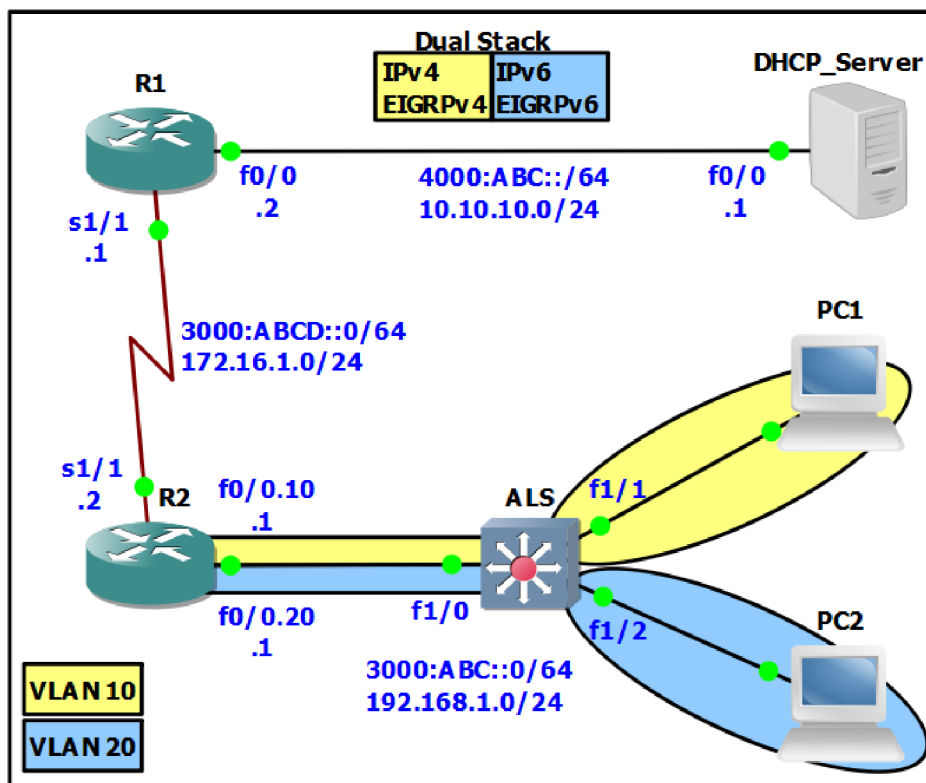 Dual Stack
IPv4
EIGRPv4
IPv6
EIGRPv6
DHCP_Server
R1
f0/0
.2
4000:ABC::/64
10.10.10.0/24
f0/0
.1
s1/1
.1
3000:ABCD::0/64
172.16.1.0/24
PC1
s1/1
.2
R2
f0/0.10
.1
ALS
f1/1
f0/0.20
.1
f1/0
f1/2
PC2
3000:ABC::0/64
192.168.1.0/24
VLAN 10
VLAN 20